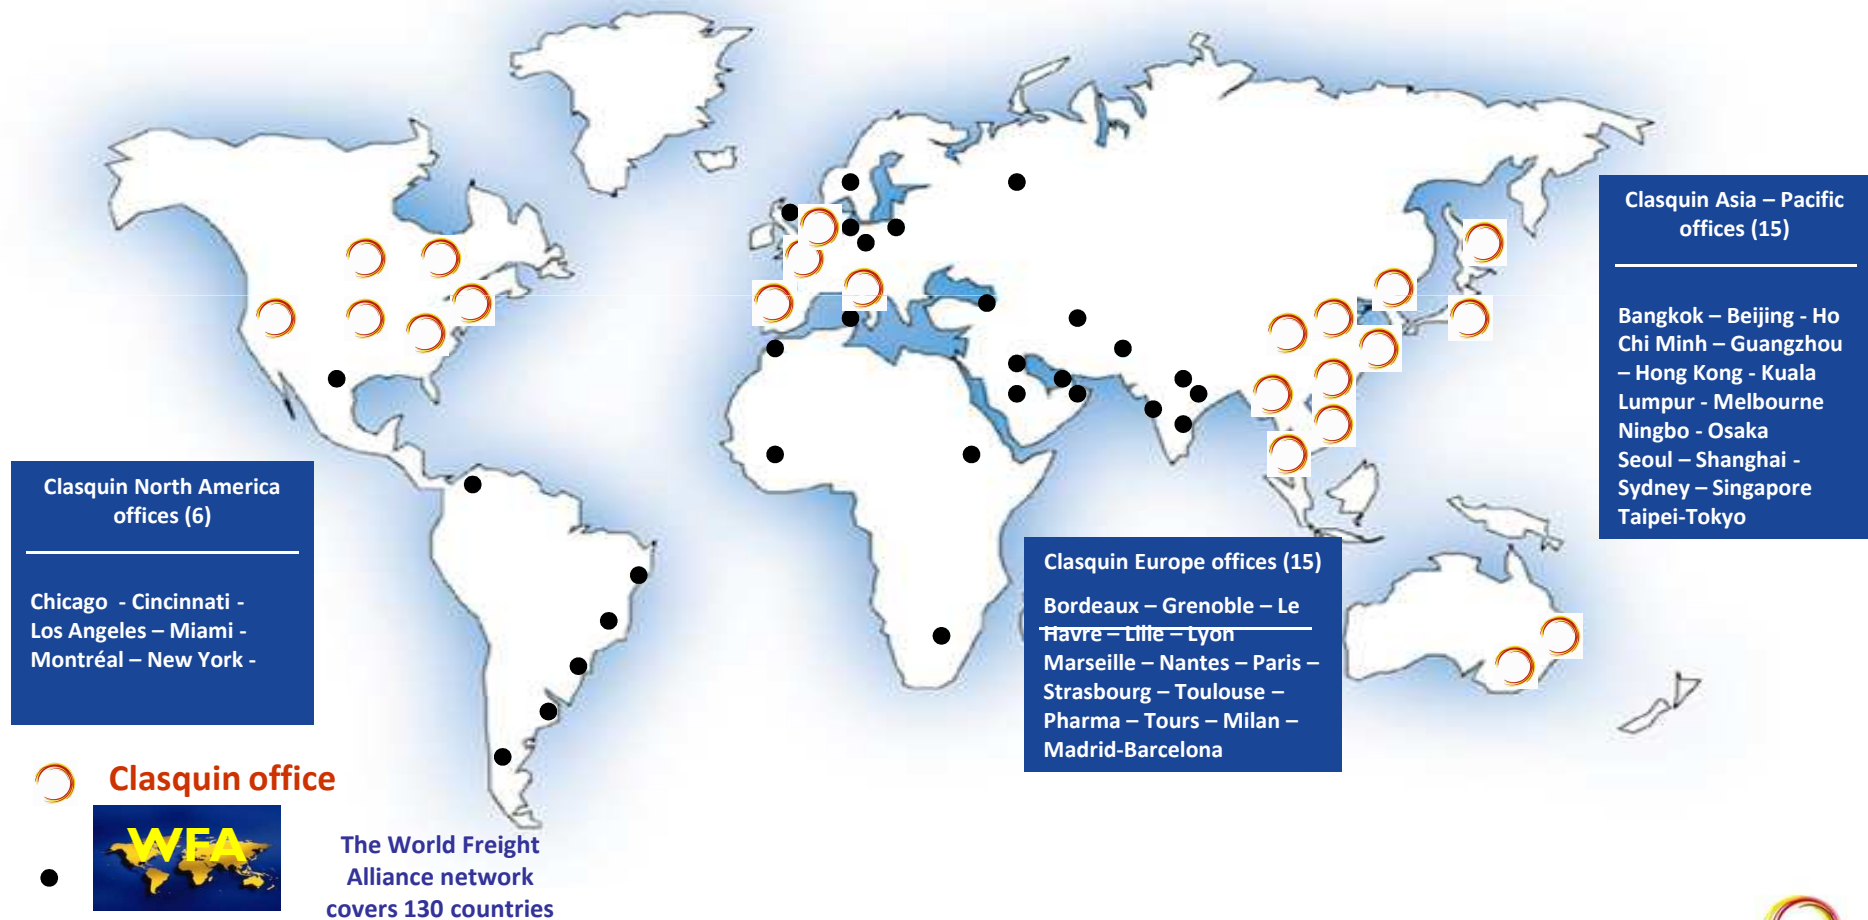 Clasquin Asia – Pacific
offices (15)
Bangkok – Beijing - Ho
Chi Minh – Guangzhou
– Hong Kong - Kuala
Lumpur - Melbourne
Ningbo - Osaka
Seoul – Shanghai -
Sydney – Singapore
Taipei-Tokyo
Clasquin North America
offices (6)
Chicago - Cincinnati -
Los Angeles – Miami -
Montréal – New York -
Clasquin Europe offices (15)
Bordeaux – Grenoble – Le
Havre – Lille – Lyon
Marseille – Nantes – Paris –
Strasbourg – Toulouse –
Pharma – Tours – Milan –
Madrid-Barcelona
Clasquin office
WFA
The World Freight
Alliance network
covers 130 countries